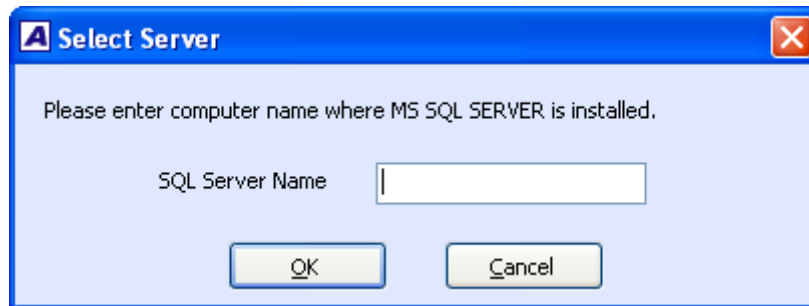 A Select Server
Please enter computer name where MS SQL SERVER is installed.
SQL Server Name
OK Cancel